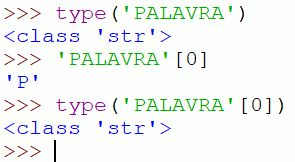 >>> type('PALAVRA')
<class 'str'>
>>> 'PALAVRA'[0]
'P'
>>> type('PALAVRA'[0])
<class 'str'>
>>>